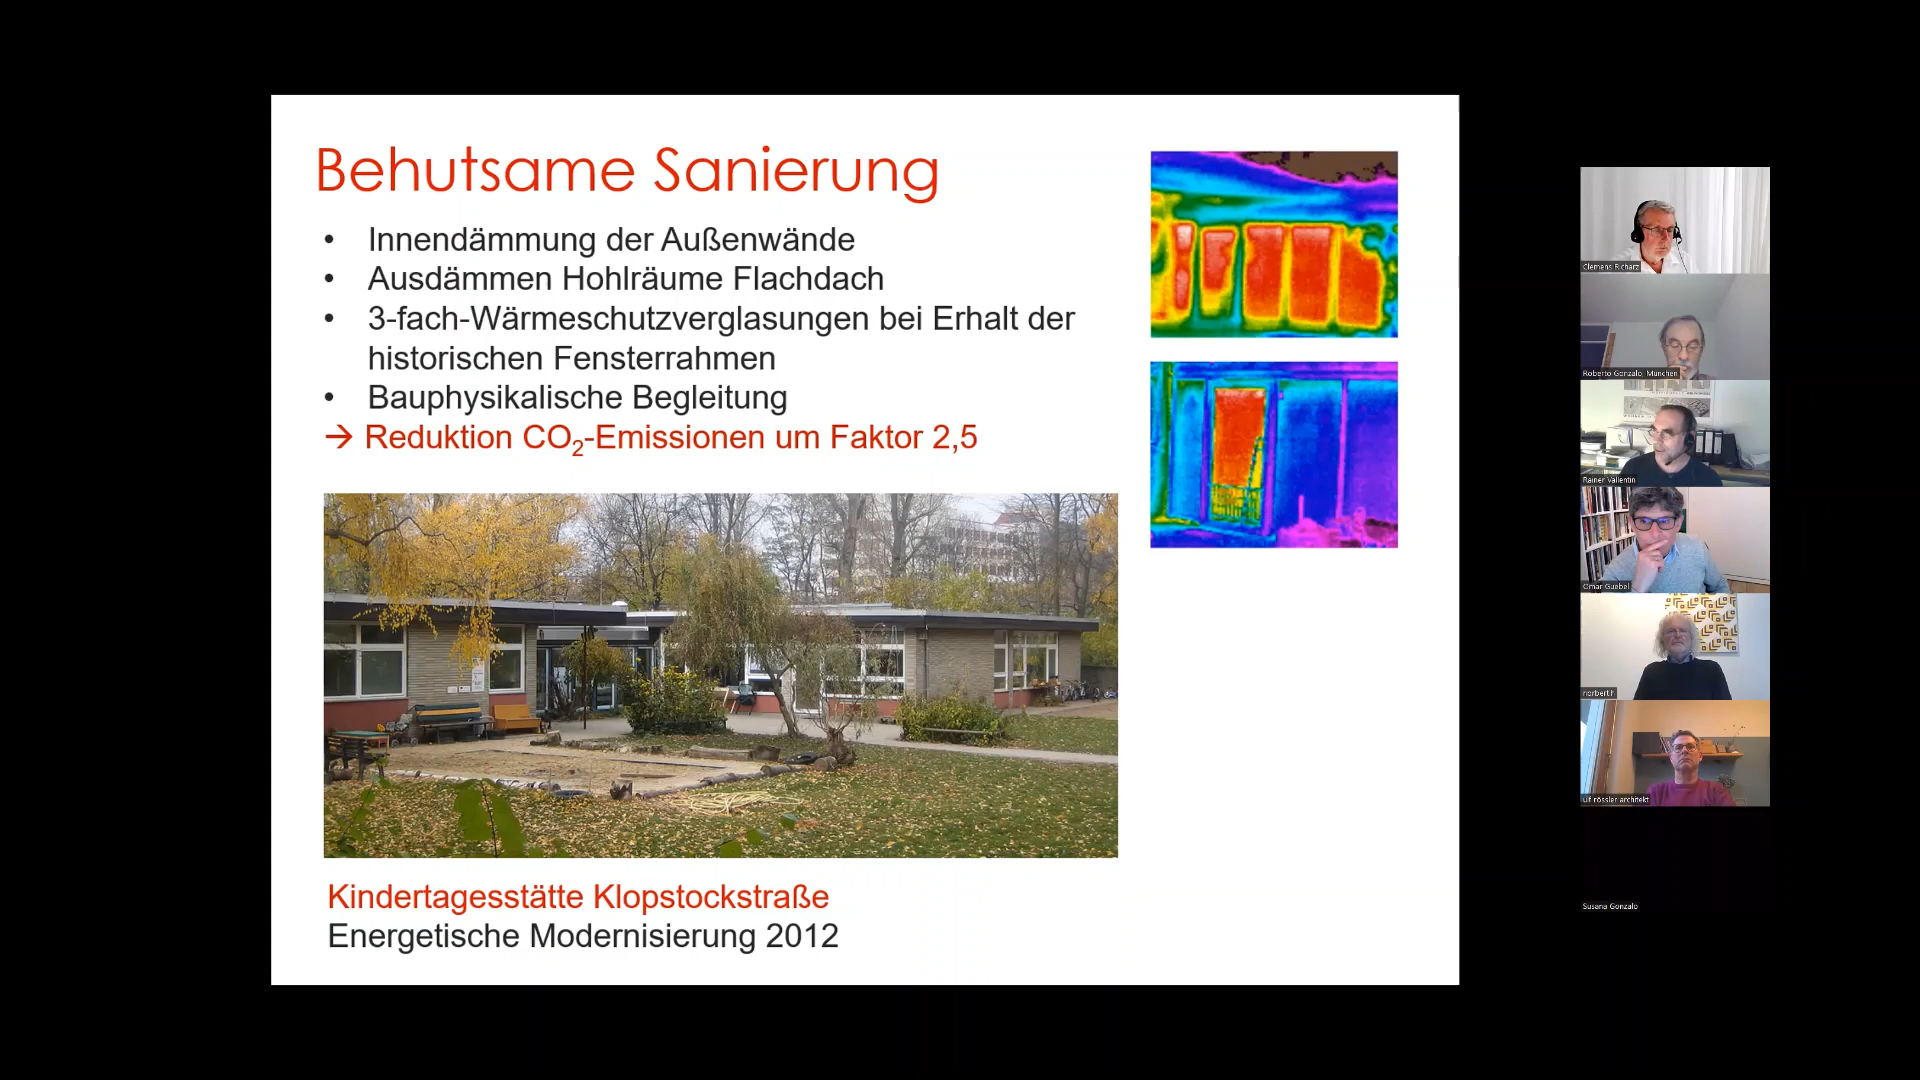 Behutsame Sanierung
• Innendämmung der Außenwände
• Ausdämmen Hohlräume Flachdach
• 3-fach-Wärmeschutzverglasungen bei Erhalt der
historischen Fensterrahmen
• Bauphysikalische Begleitung
→ Reduktion CO₂-Emissionen um Faktor 2,5
Kindertagesstätte Klopstockstraße
Energetische Modernisierung 2012
Clemens Richarz
Roberto Gonzalo, München
Rainer Vallentin
Omar Guebel
norbert h
ulf rössler architekt
Susana Gonzalo